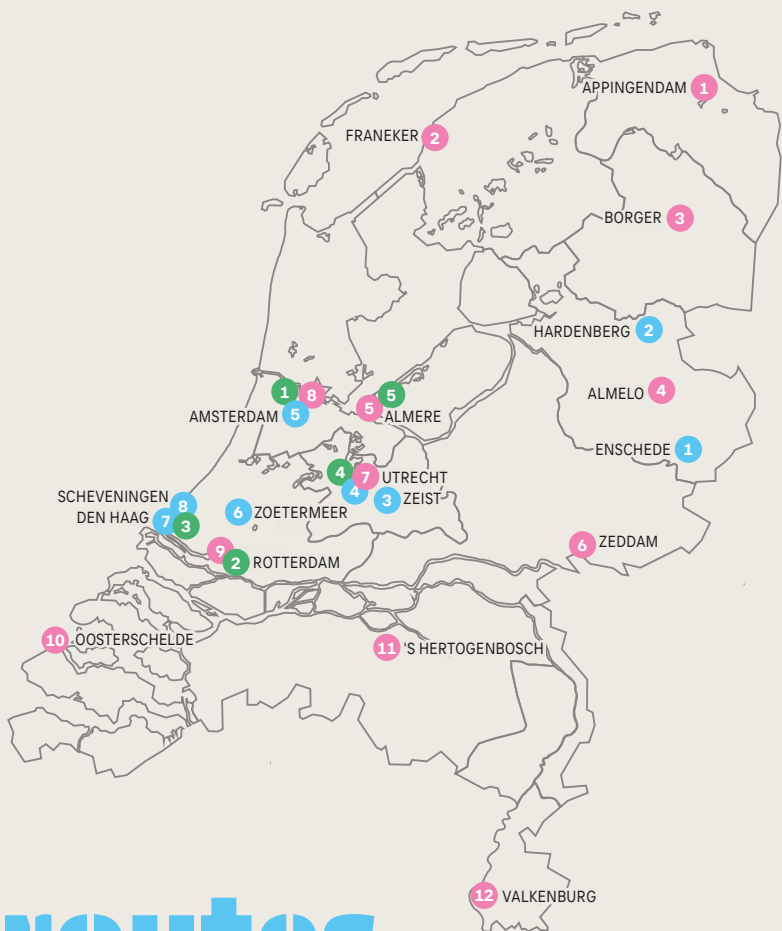 APPINGENDAM 1
FRANEKER 2
BORGER 3
HARDENBERG 2
ALMELO 4
1 8
5
AMSTERDAM 5
5 ALMERE
ENSCHEDE 1
4 7 UTRECHT
4
3 ZEIST
SCHEVENINGEN 8
DEN HAAG 7 3
6 ZOETERMEER
9
2 ROTTERDAM
6 ZEDDAM
10 OOSTERSCHELDE
11 'S HERTOGENBOSCH
12 VALKENBURG
routes